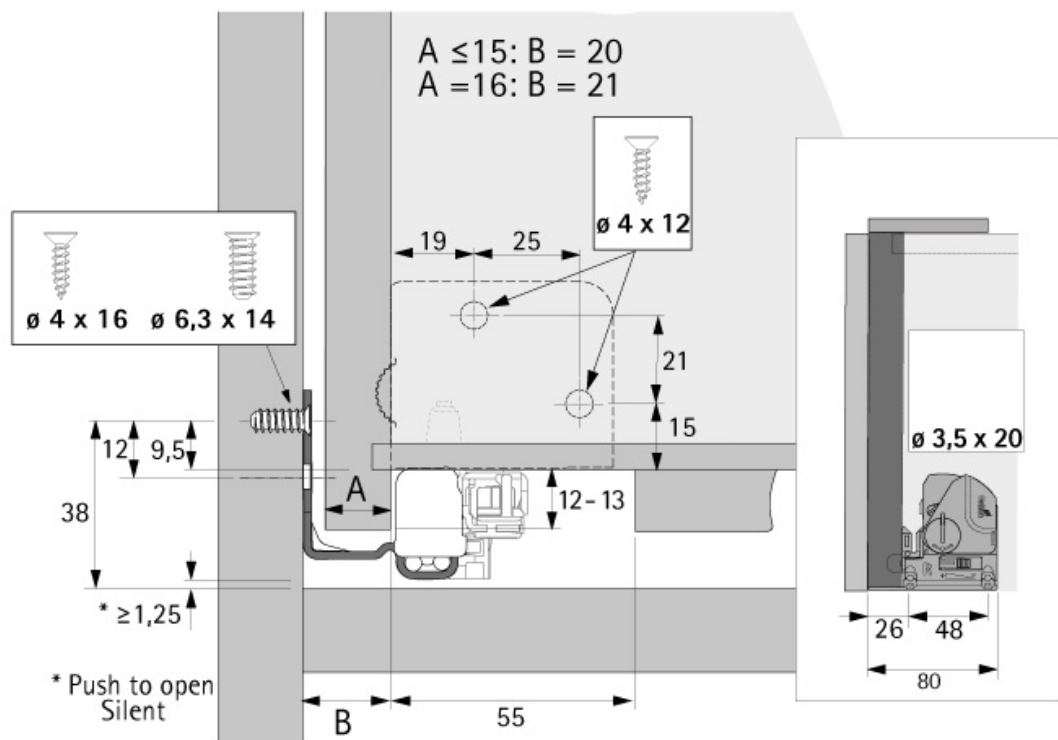 A ≤15: B = 20
A =16: B = 21
ø 4 x 12
19
25
ø 4 x 16 ø 6,3 x 14
21
15
ø 3,5 x 20
12
9,5
A
12-13
38
* ≥1,25
26
48
80
* Push to open
Silent
B
55